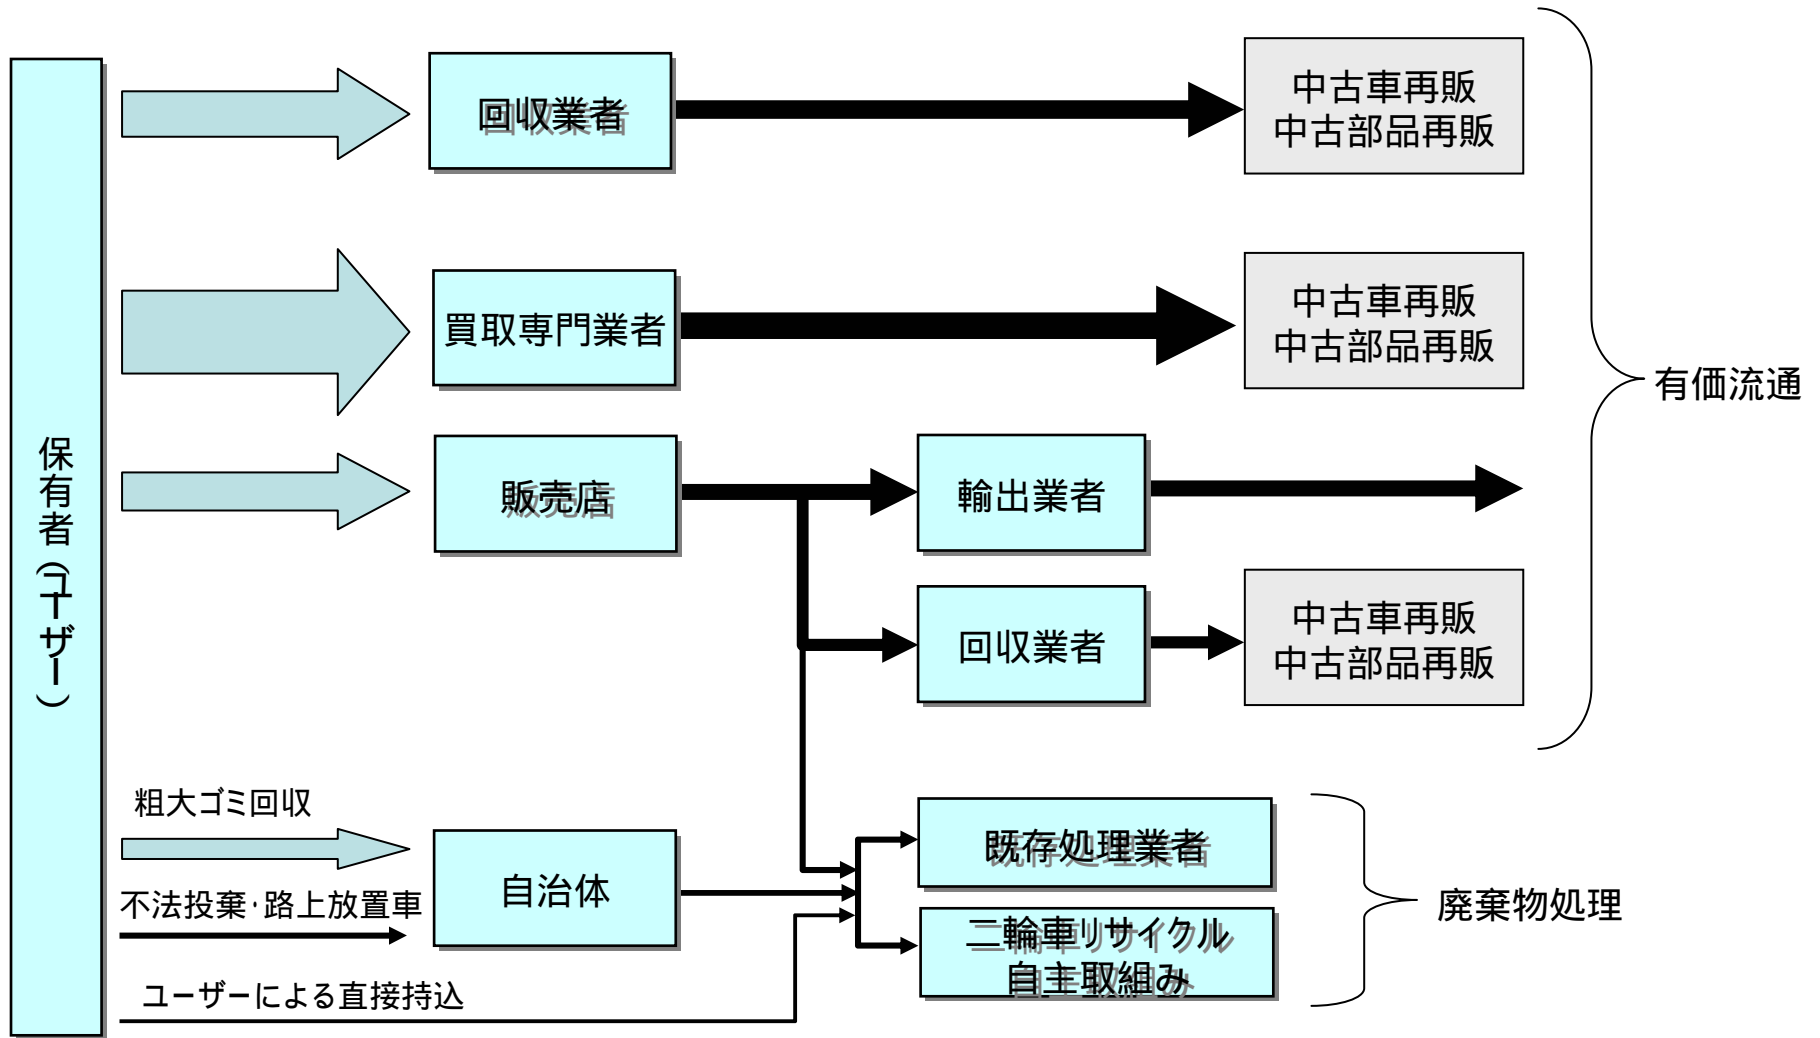 保有者(ユーザー)
回収業者
中古車再販
中古部品再販
買取専門業者
中古車再販
中古部品再販
有価流通
販売店
輸出業者
回収業者
中古車再販
中古部品再販
粗大ゴミ回収
自治体
不法投棄・路上放置車
ユーザーによる直接持込
既存処理業者
二輪車リサイクル
自主取組み
廃棄物処理